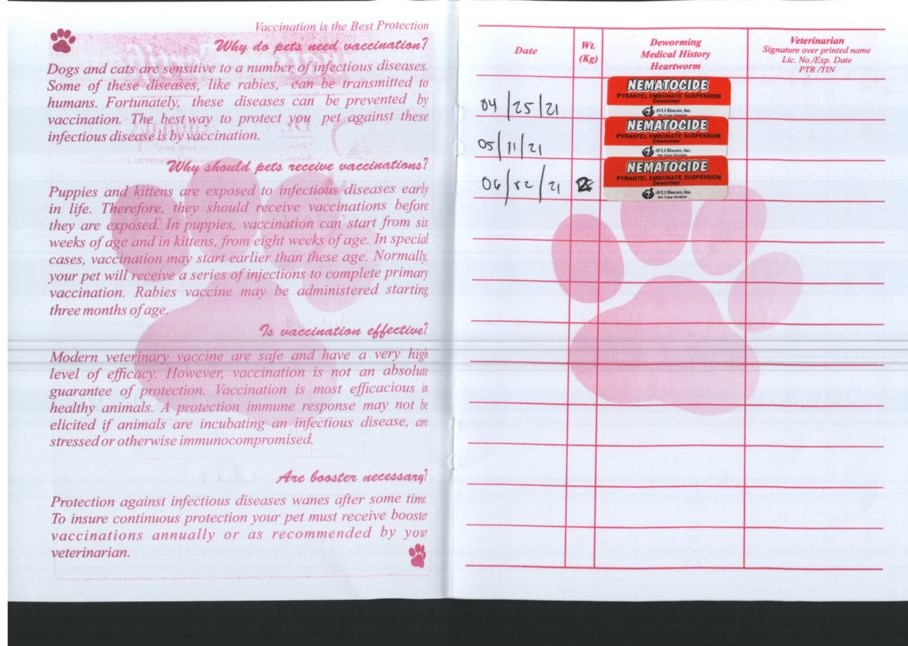 Vaccination is the Best Protection
Why do pets need vaccination?
Dogs and cats are sensitive to a number of infectious diseases.
Some of these diseases, like rabies, can be transmitted to
humans. Fortunately, these diseases can be prevented by
vaccination. The best way to protect you pet against these
infectious disease is by vaccination.
Why should pets receive vaccinations?
Puppies and kittens are exposed to infectious diseases early
in life. Therefore, they should receive vaccinations before
they are exposed. In puppies, vaccination can start from six
weeks of age and in kittens, from eight weeks of age. In special
cases, vaccination may start earlier than these age. Normally,
your pet will receive a series of injections to complete primary
vaccination. Rabies vaccine may be administered starting
three months of age.
Is vaccination effective?
Modern veterinary vaccine are safe and have a very high
level of efficacy. However, vaccination is not an absolute
guarantee of protection. Vaccination is most efficacious in
healthy animals. A protection immune response may not be
elicited if animals are incubating an infectious disease, are
stressed or otherwise immunocompromised.
Are booster necessary?
Protection against infectious diseases wanes after some time.
To insure continuous protection your pet must receive booste
vaccinations annually or as recommended by your
veterinarian.
Date
Wt.
(Kg)
Deworming
Medical History
Heartworm
Veterinarian
Signature over printed name
Lic. No./Exp. Date
PTR /TIN
04/25/21
NEMATOCIDE
PYRANTEL EMBONATE SUSPENSION
Dewormer
05/11/21
NEMATOCIDE
PYRANTEL EMBONATE SUSPENSION
Dewormer
06/ /21
NEMATOCIDE
PYRANTEL EMBONATE SUSPENSION
Dewormer